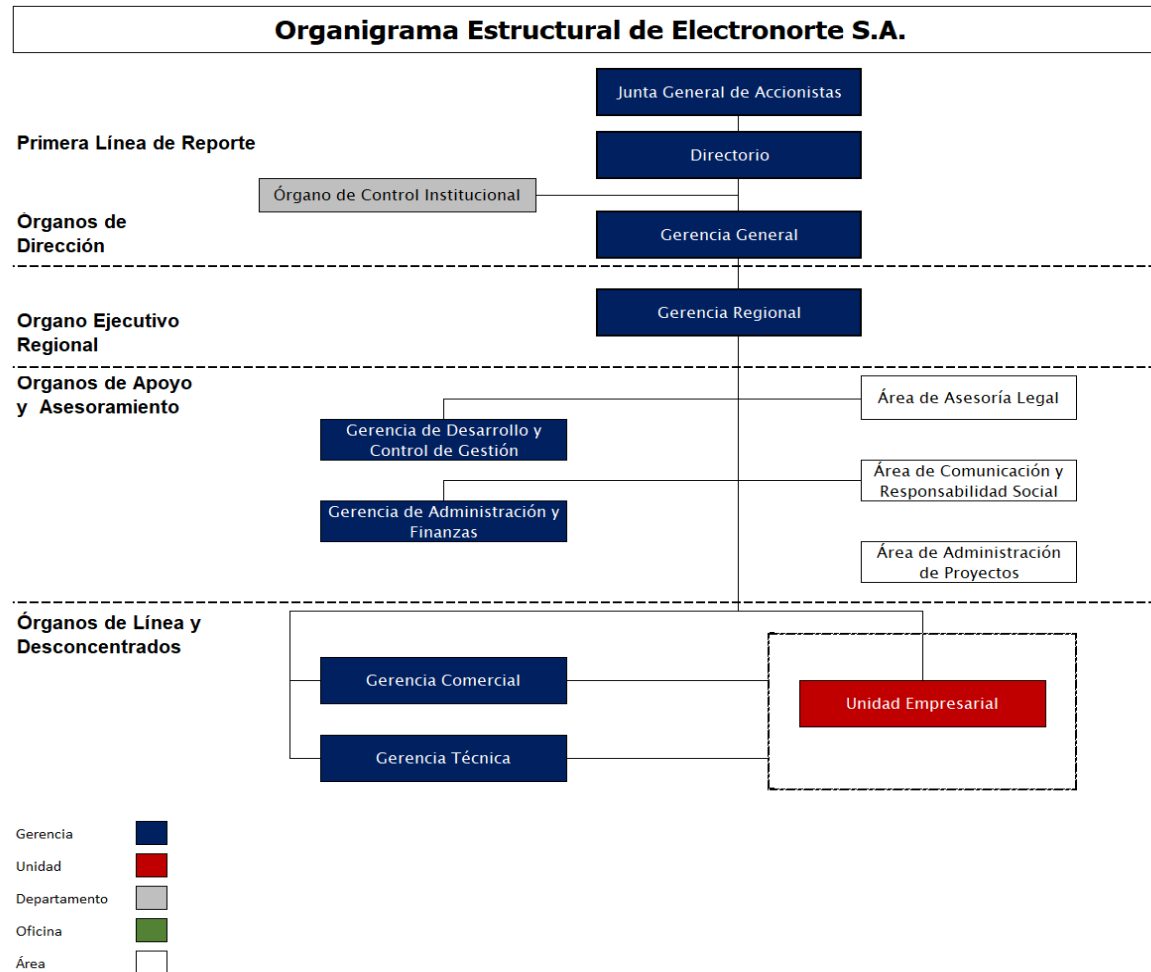 Organigrama Estructural de Electronorte S.A.
Junta General de Accionistas
Primera Línea de Reporte
Directorio
Órgano de Control Institucional
Órganos de
Dirección
Gerencia General
Organo Ejecutivo
Regional
Gerencia Regional
Organos de Apoyo
y Asesoramiento
Área de Asesoría Legal
Gerencia de Desarrollo y
Control de Gestión
Área de Comunicación y
Responsabilidad Social
Gerencia de Administración y
Finanzas
Área de Administración
de Proyectos
Órganos de Línea y
Desconcentrados
Gerencia Comercial
Unidad Empresarial
Gerencia Técnica
Gerencia
Unidad
Departamento
Oficina
Área